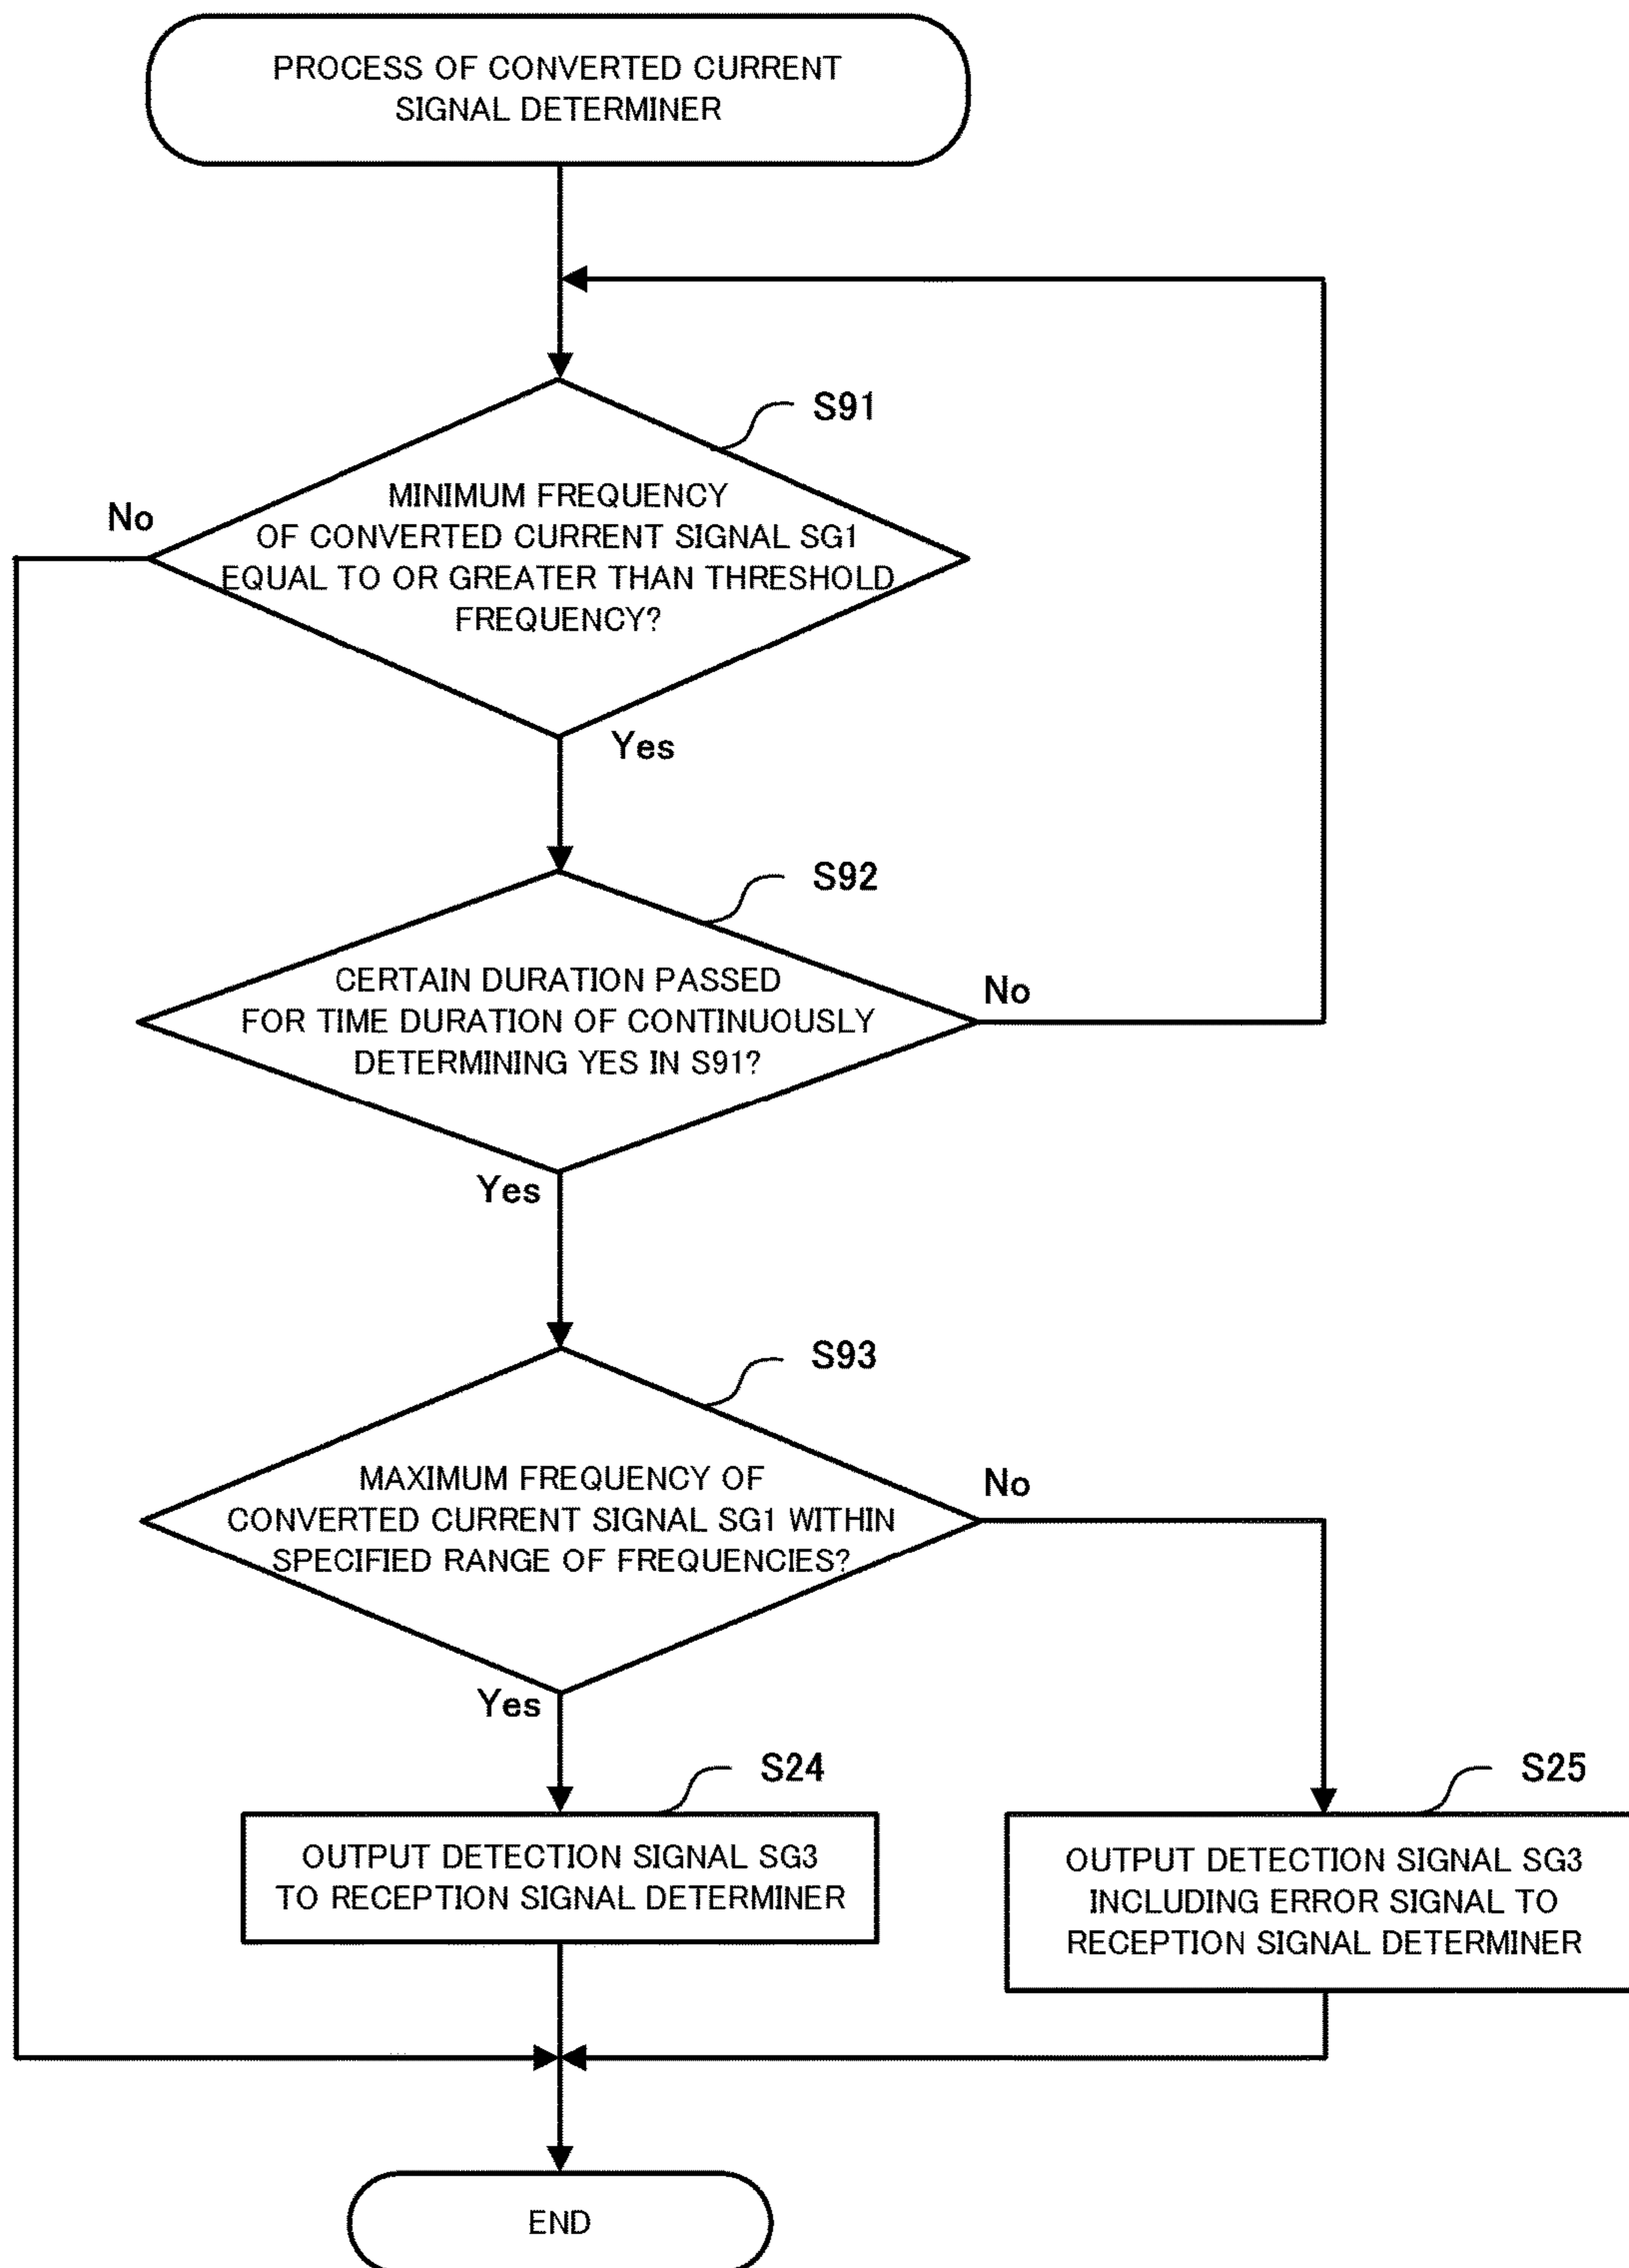 PROCESS OF CONVERTED CURRENT
SIGNAL DETERMINER
S91
No
MINIMUM FREQUENCY
OF CONVERTED CURRENT SIGNAL SG1
EQUAL TO OR GREATER THAN THRESHOLD
FREQUENCY?
Yes
S92
CERTAIN DURATION PASSED
FOR TIME DURATION OF CONTINUOUSLY
DETERMINING YES IN S91?
No
Yes
S93
MAXIMUM FREQUENCY OF
CONVERTED CURRENT SIGNAL SG1 WITHIN
SPECIFIED RANGE OF FREQUENCIES?
No
Yes
S24
OUTPUT DETECTION SIGNAL SG3
TO RECEPTION SIGNAL DETERMINER
S25
OUTPUT DETECTION SIGNAL SG3
INCLUDING ERROR SIGNAL TO
RECEPTION SIGNAL DETERMINER
END